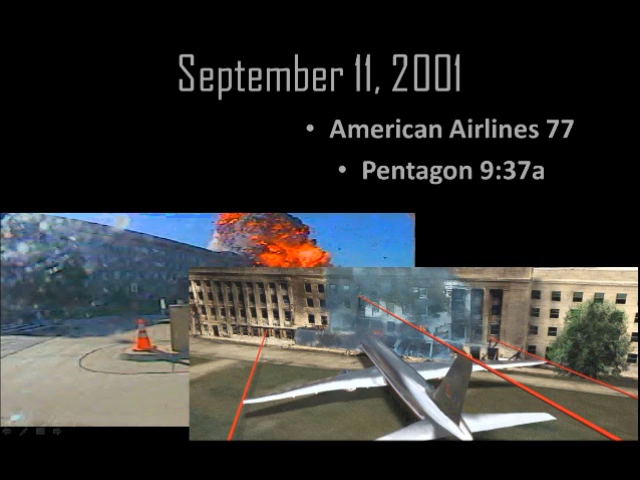 September 11, 2001
• American Airlines 77
• Pentagon 9:37a